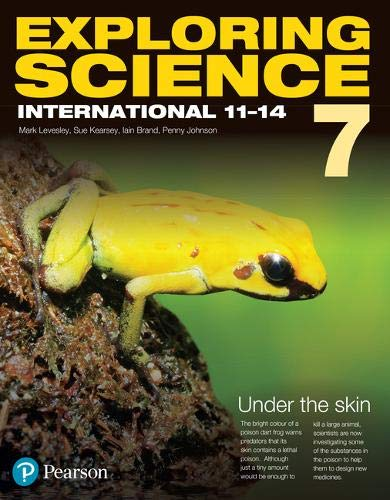 EXPLORING
SCIENCE
INTERNATIONAL 11–14
7
Mark Levesley, Sue Kearsey, Iain Brand, Penny Johnson
Under the skin
The bright colour of a
poison dart frog warns
predators that its
skin contains a lethal
poison. Although
just a tiny amount
would be enough to
kill a large animal,
scientists are now
investigating some
of the substances in
the poison to help
them to design new
medicines.
Pearson